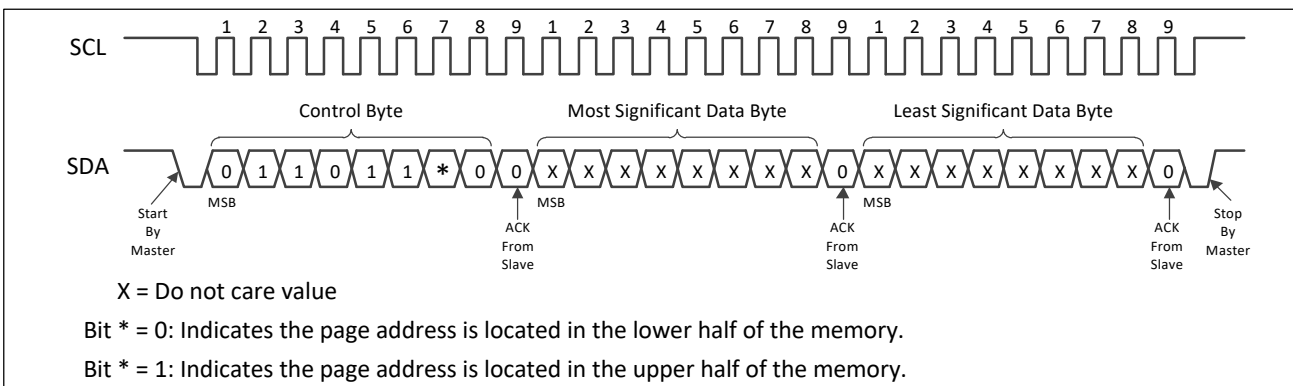 1 2 3 4 5 6 7 8 9 1 2 3 4 5 6 7 8 9 1 2 3 4 5 6 7 8 9
SCL
Control Byte Most Significant Data Byte Least Significant Data Byte
SDA 0 1 1 0 1 1 * 0 0 X X X X X X X X 0 X X X X X X X X 0
MSB MSB MSB
Start By Master
ACK From Slave
ACK From Slave
ACK From Slave
Stop By Master
X = Do not care value
Bit * = 0: Indicates the page address is located in the lower half of the memory.
Bit * = 1: Indicates the page address is located in the upper half of the memory.